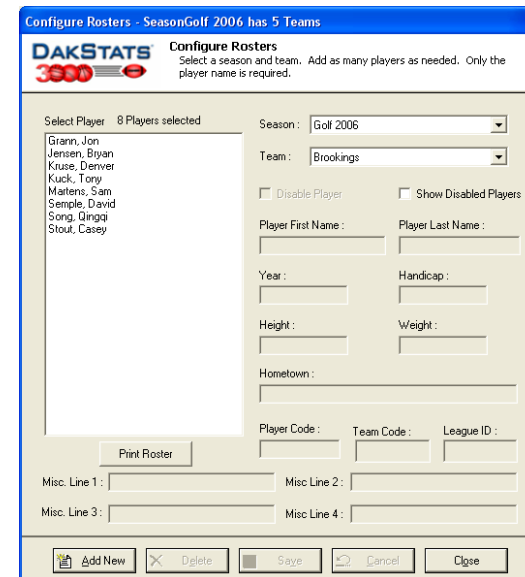 Configure Rosters - SeasonGolf 2006 has 5 Teams
DAKSTATS
3000
Configure Rosters
Select a season and team. Add as many players as needed. Only the
player name is required.
Select Player 8 Players selected
Grann, Jon
Jensen, Bryan
Kruse, Denver
Kuck, Tony
Martens, Sam
Semple, David
Song, Qingqi
Stout, Casey
Print Roster
Season : Golf 2006
Team : Brookings
Disable Player Show Disabled Players
Player First Name : Player Last Name :
Year : Handicap :
Height : Weight :
Hometown :
Player Code : Team Code : League ID :
Misc. Line 1 : Misc Line 2 :
Misc. Line 3 : Misc Line 4 :
Add New Delete Save Cancel Close